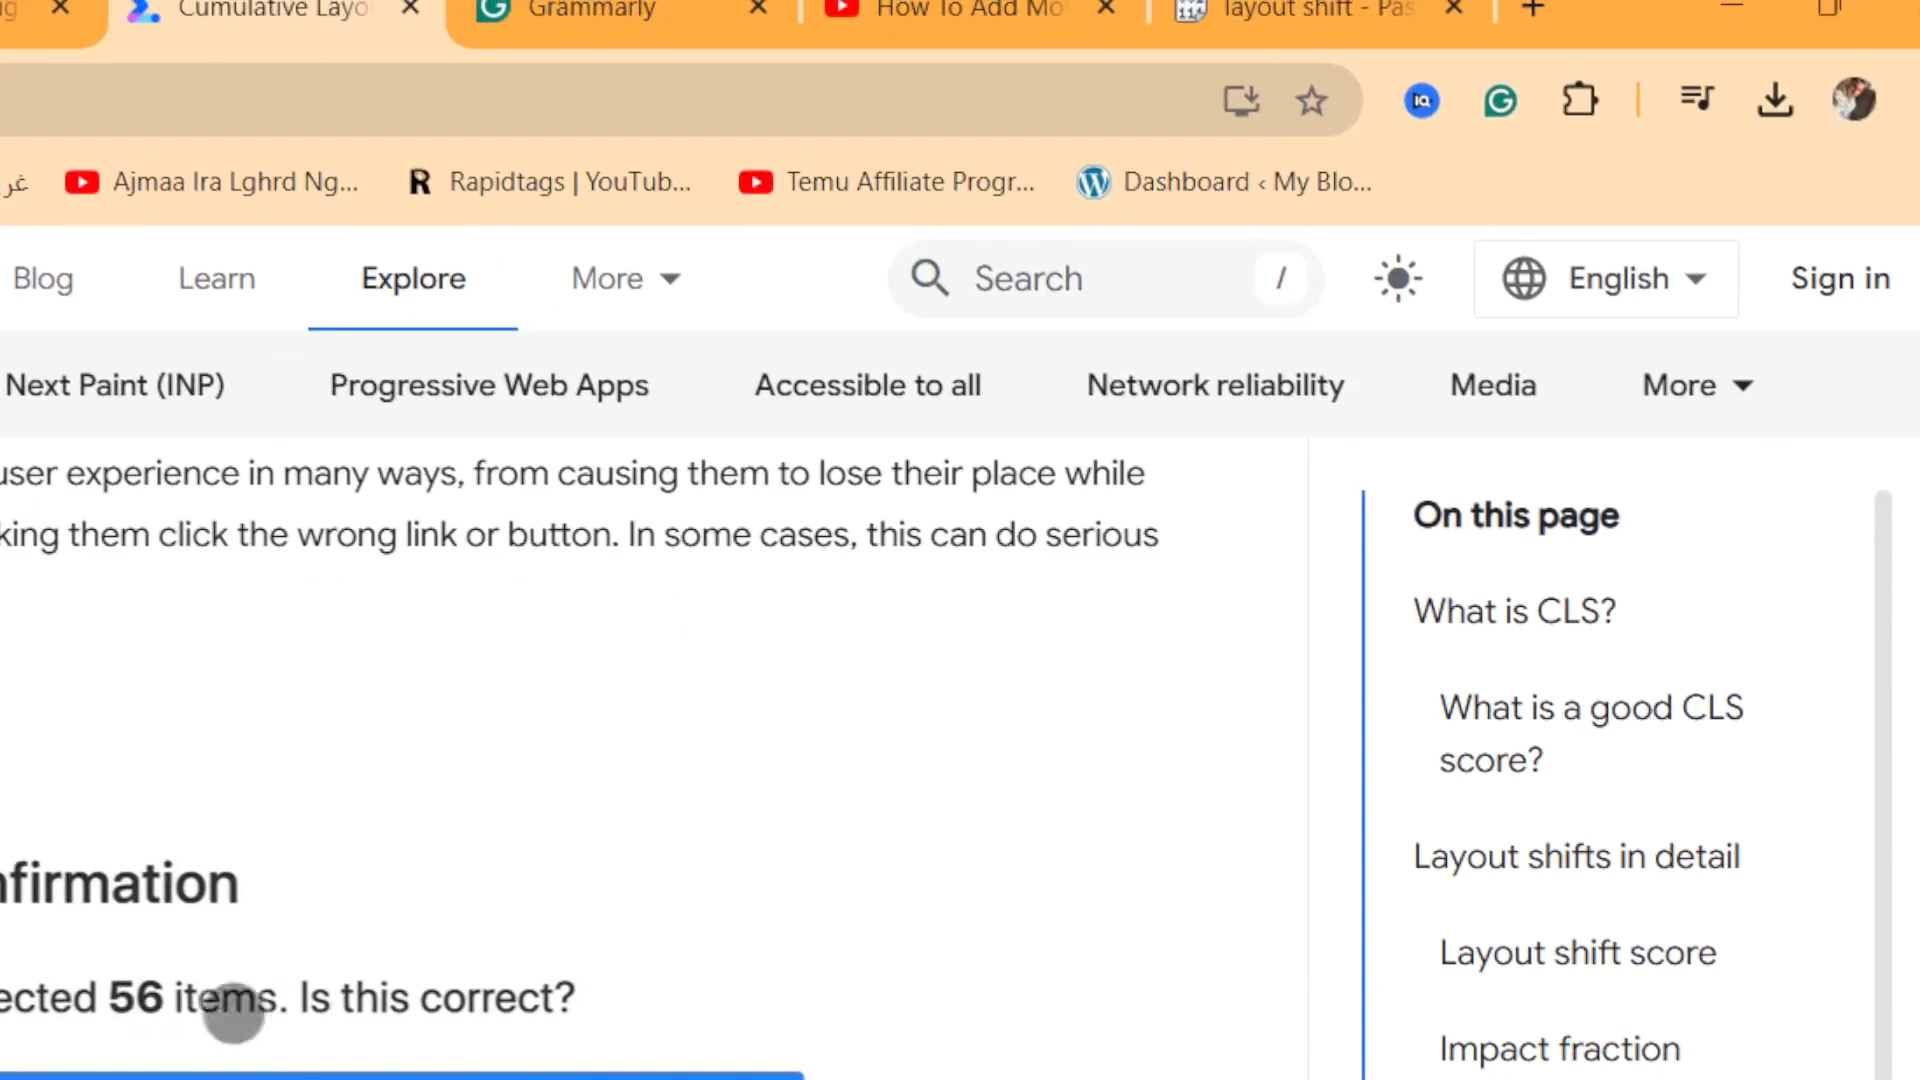 Cumulative Layo
Grammarly
How To Add Mo
layout shift - Pas
Ajmaa Ira Lghrd Ng...
Rapidtags | YouTub...
Temu Affiliate Progr...
Dashboard ‹ My Blo...
Blog
Learn
Explore
More
Search
/
English
Sign in
Next Paint (INP)
Progressive Web Apps
Accessible to all
Network reliability
Media
More
user experience in many ways, from causing them to lose their place while
king them click the wrong link or button. In some cases, this can do serious
nfirmation
ected 56 items. Is this correct?
On this page
What is CLS?
What is a good CLS
score?
Layout shifts in detail
Layout shift score
Impact fraction